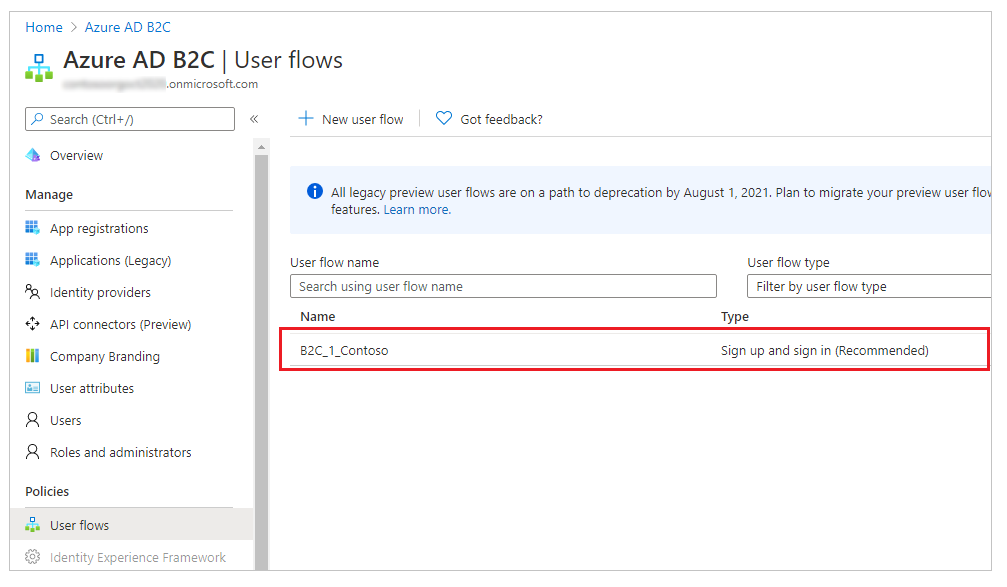 Home > Azure AD B2C
Azure AD B2C | User flows
.onmicrosoft.com
Search (Ctrl+/)
«
New user flow
Got feedback?
Overview
All legacy preview user flows are on a path to deprecation by August 1, 2021. Plan to migrate your preview user flow
features. Learn more.
Manage
App registrations
Applications (Legacy)
Identity providers
API connectors (Preview)
Company Branding
User attributes
Users
Roles and administrators
Policies
User flows
Identity Experience Framework
User flow name
User flow type
Search using user flow name
Filter by user flow type
Name
Type
B2C_1_Contoso
Sign up and sign in (Recommended)